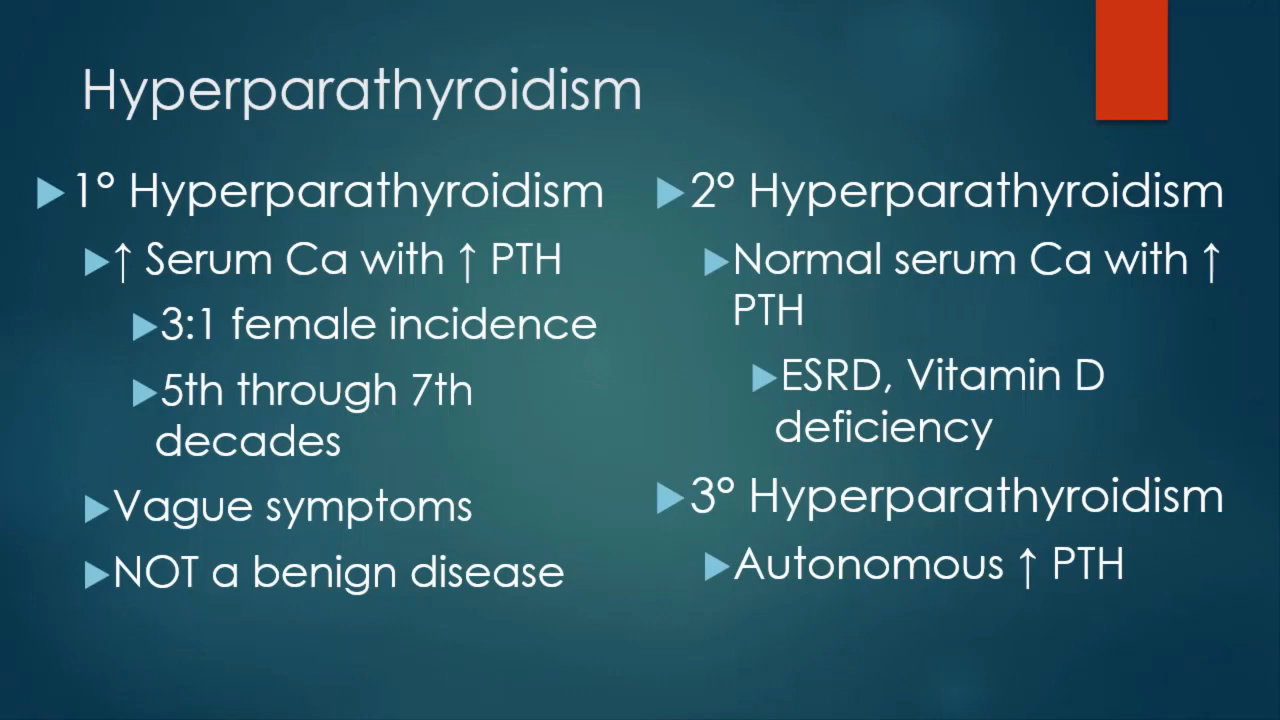 Hyperparathyroidism
1° Hyperparathyroidism
↑ Serum Ca with ↑ PTH
3:1 female incidence
5th through 7th
decades
Vague symptoms
NOT a benign disease
2° Hyperparathyroidism
Normal serum Ca with ↑
PTH
ESRD, Vitamin D
deficiency
3° Hyperparathyroidism
Autonomous ↑ PTH